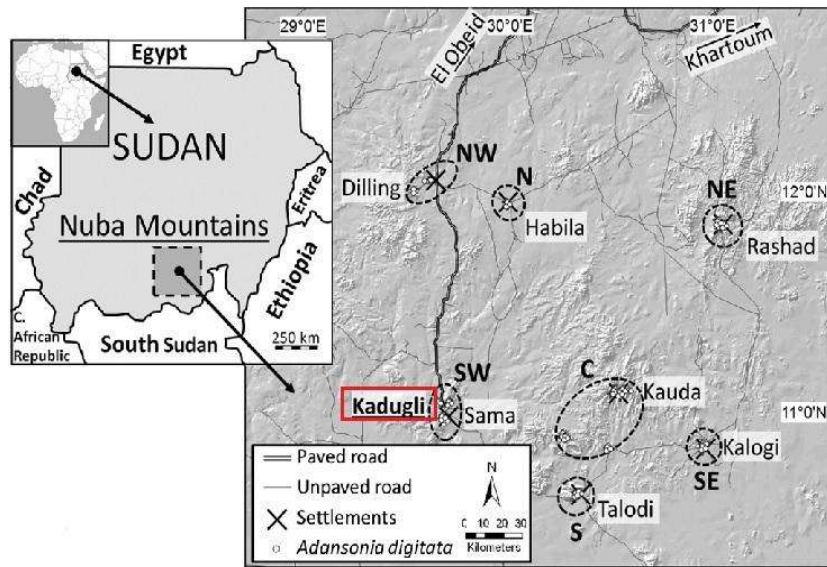 Egypt
SUDAN
Chad
Nuba Mountains
Eritrea
Ethiopia
C.
African
Republic
South Sudan
250 km
29°0'E
30°0'E
31°0'E
El Obeid
Khartoum
NW
Dilling
N
Habila
NE
12°0'N
Rashad
SW
Kadugli
Sama
C
Kauda
11°0'N
Kalogi
SE
Talodi
S
Paved road
Unpaved road
Settlements
Adansonia digitata
N
0 10 20 30
Kilometers